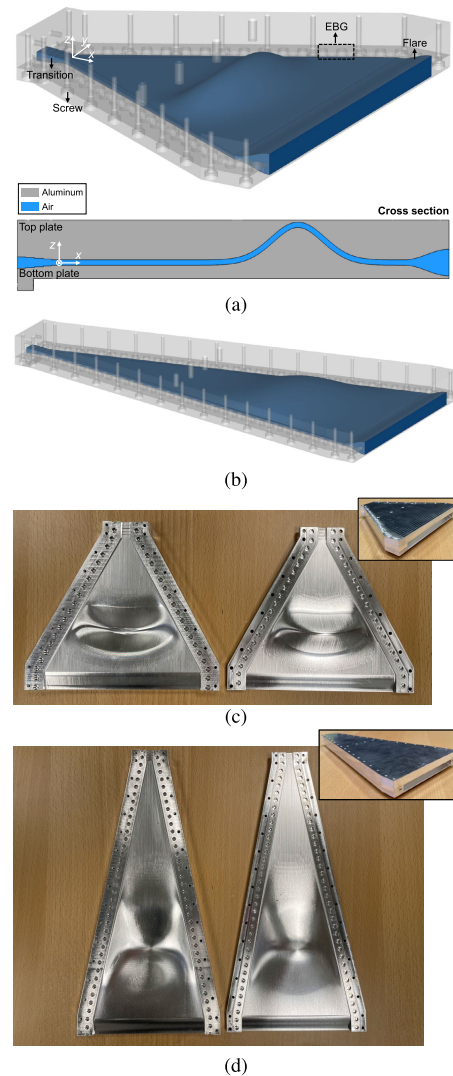 EBG
Flare
z
y
x
Transition
Screw
Aluminum
Air
Cross section
Top plate
z
x
Bottom plate
(a)
(b)
(c)
(d)